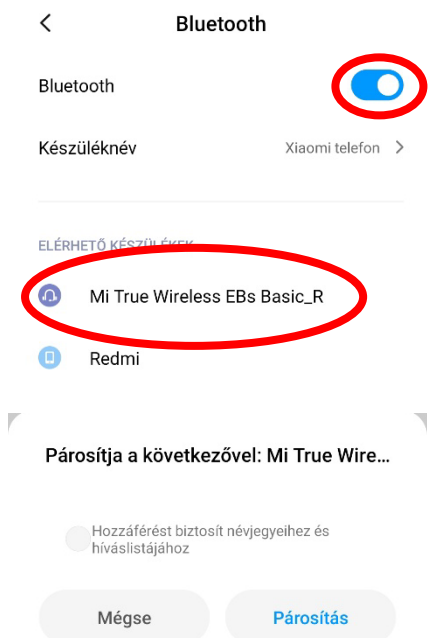 Bluetooth
Bluetooth
Készüléknév Xiaomi telefon
ELÉRHETŐ KÉSZÜLÉKEK
Mi True Wireless EBs Basic_R
Redmi
Párosítja a következővel: Mi True Wire...
Hozzáférést biztosít névjegyeihez és
híváslistájához
Mégse Párosítás